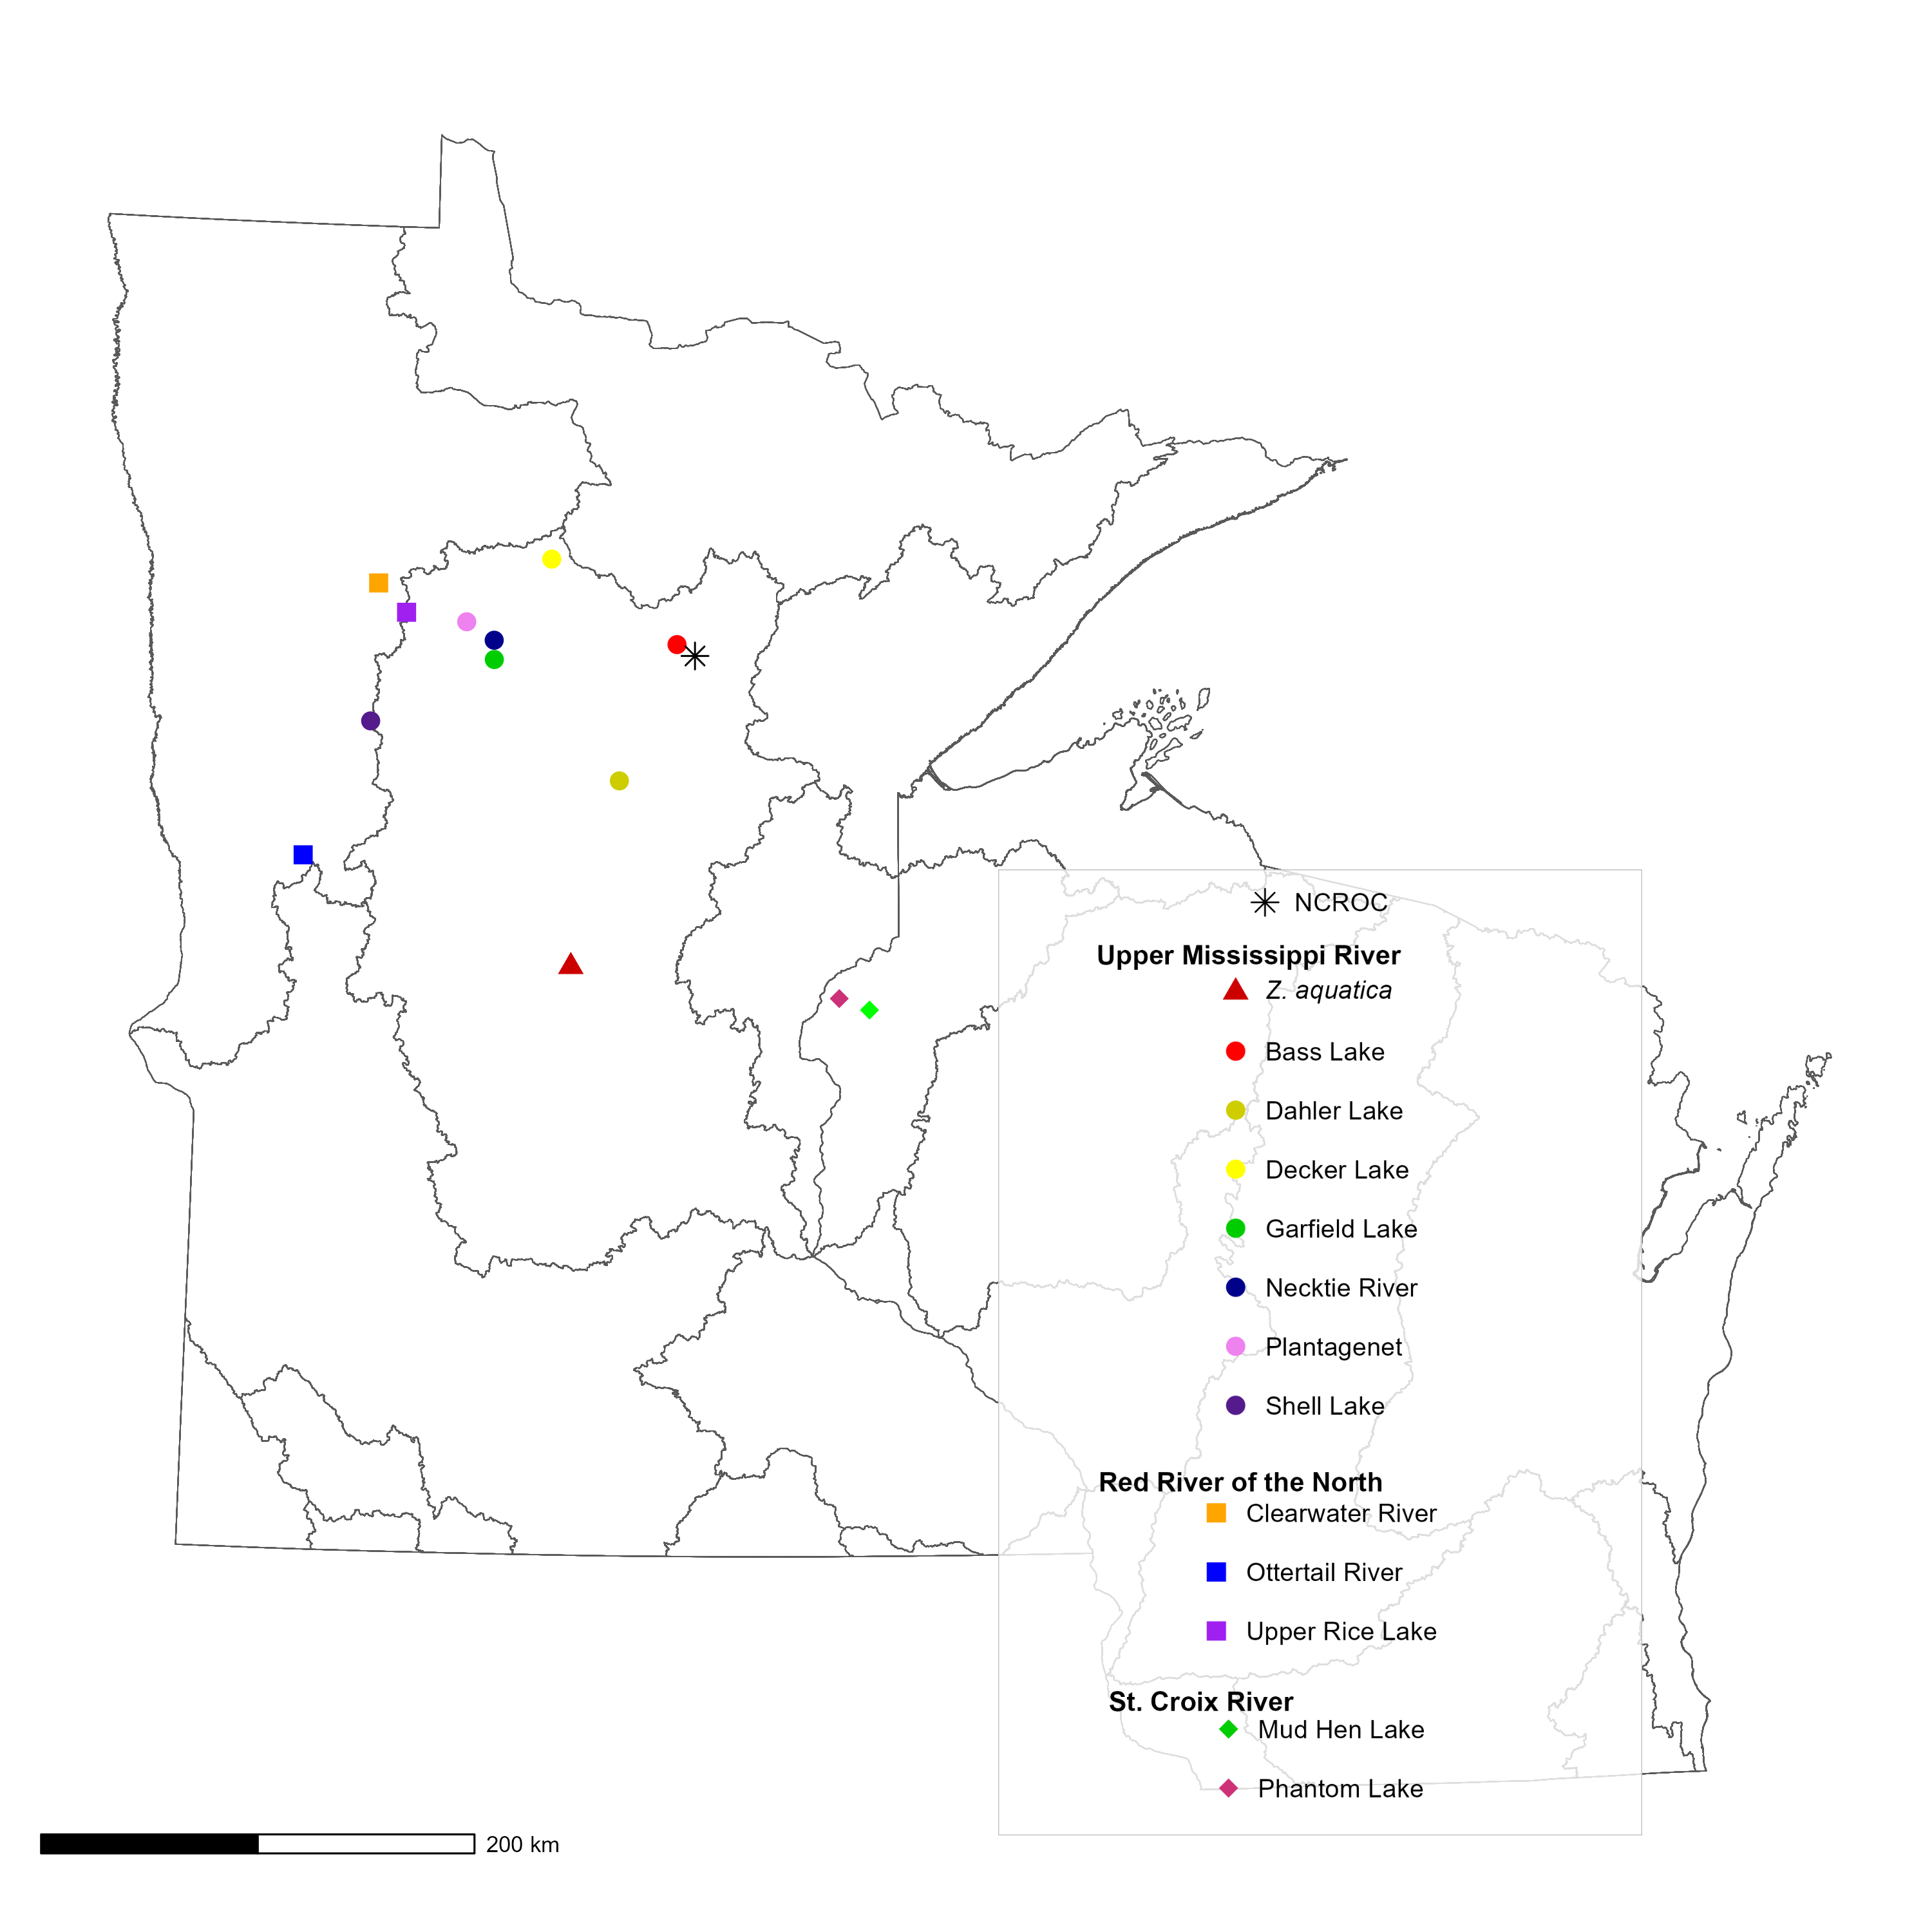 NCROC
Upper Mississippi River
Z. aquatica
Bass Lake
Dahler Lake
Decker Lake
Garfield Lake
Necktie River
Plantagenet
Shell Lake
Red River of the North
Clearwater River
Ottertail River
Upper Rice Lake
St. Croix River
Mud Hen Lake
Phantom Lake
200 km